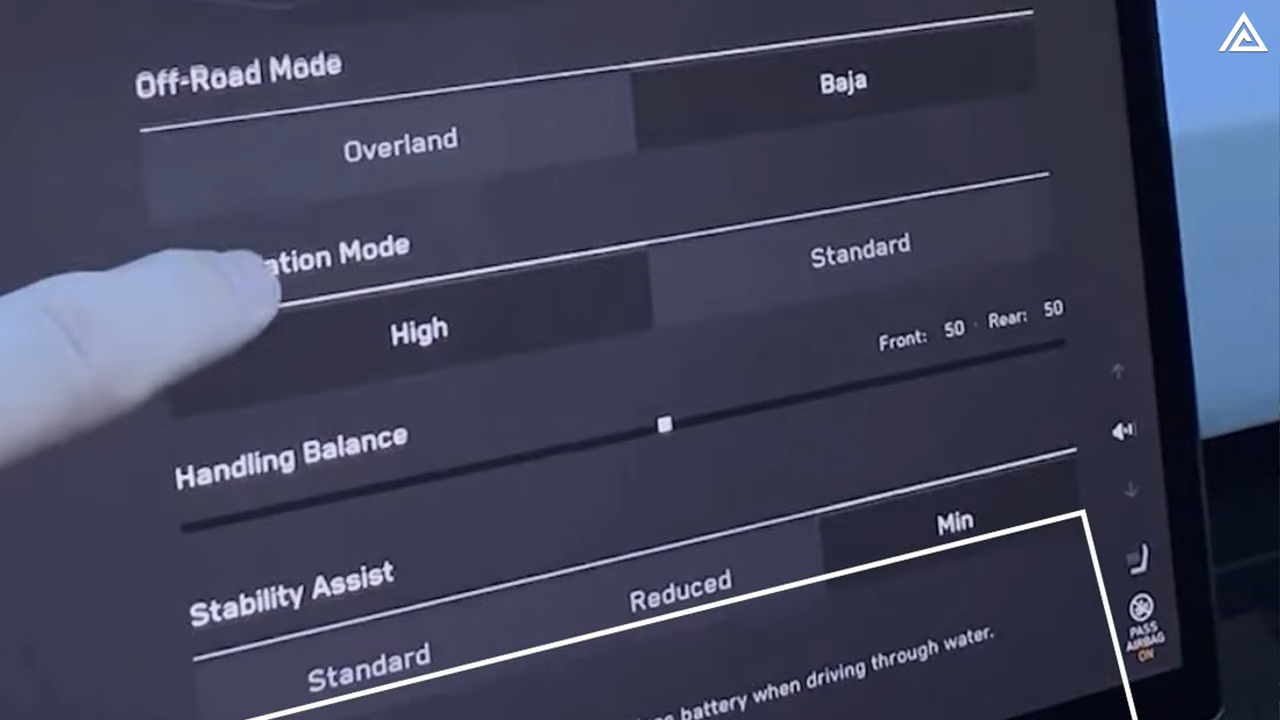 Off-Road Mode
Overland
Baja
Mode
High
Standard
Front: 50 · Rear: 50
Handling Balance
Stability Assist
Standard
Reduced
Min
battery when driving through water.
PASS
AIRBAG
ON